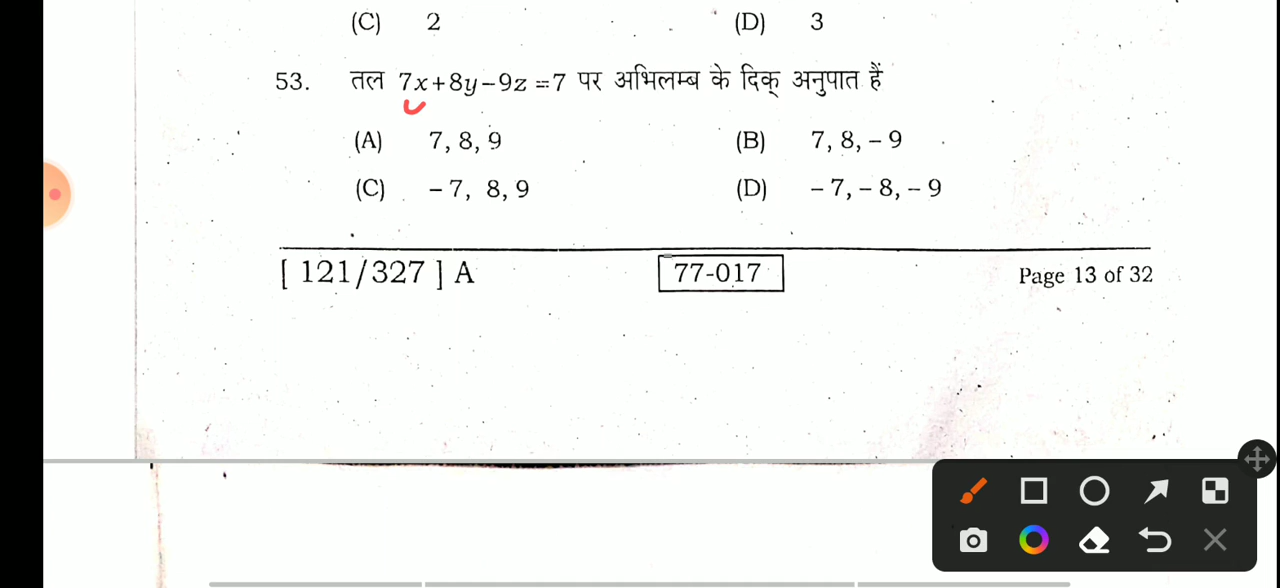 (C) 2 (D) 3
53. तल 7x+8y-9z=7 पर अभिलम्ब के दिक् अनुपात हैं
(A) 7, 8, 9 (B) 7, 8, - 9
(C) - 7, 8, 9 (D) - 7, - 8, - 9
[ 121/327 ] A 77-017 Page 13 of 32